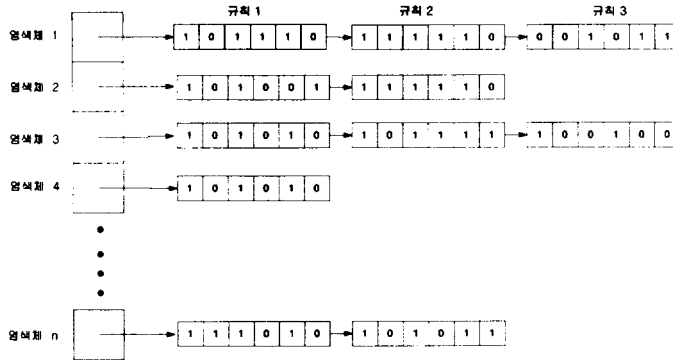 규칙 1 규칙 2 규칙 3
염색체 1 1 0 1 1 1 0 1 1 1 1 1 0 0 0 1 0 1 1
염색체 2 1 0 1 0 0 1 1 1 1 1 1 0
염색체 3 1 0 1 0 1 0 1 0 1 1 1 1 1 0 0 1 0 0
염색체 4 1 0 1 0 1 0
염색체 n 1 1 1 0 1 0 1 0 1 0 1 1